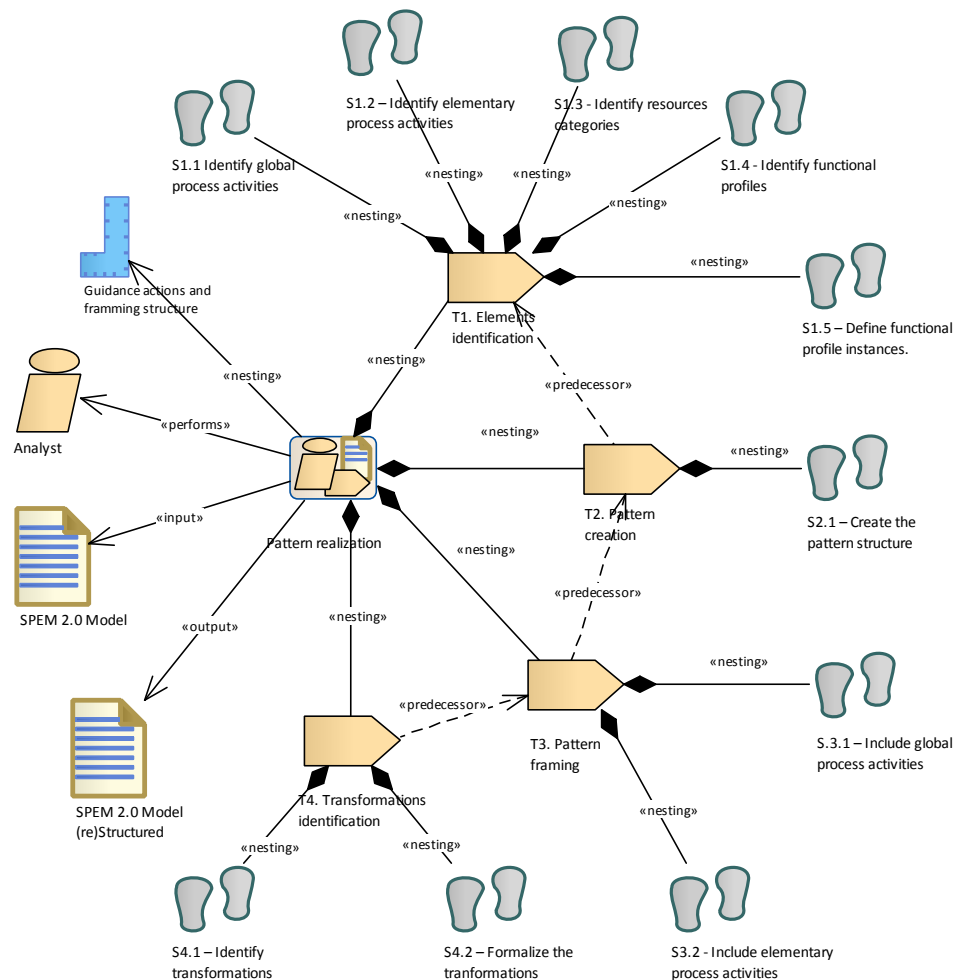 S1.2 – Identify elementary
process activities
S1.3 - Identify resources
categories
S1.1 Identify global
process activities
S1.4 - Identify functional
profiles
«nesting»
«nesting»
«nesting»
«nesting»
«nesting»
Guidance actions and
framming structure
T1. Elements
identification
S1.5 – Define functional
profile instances.
«nesting»
«nesting»
«predecessor»
«performs»
Analyst
«nesting»
«nesting»
Pattern realization
T2. Pattern
creation
S2.1 – Create the
pattern structure
«input»
«nesting»
«predecessor»
SPEM 2.0 Model
«output»
«nesting»
«nesting»
«predecessor»
T3. Pattern
framing
S.3.1 – Include global
process activities
SPEM 2.0 Model
(re)Structured
T4. Transformations
identification
«nesting»
«nesting»
«nesting»
S4.1 – Identify
tranformations
S4.2 – Formalize the
tranformations
S3.2 - Include elementary
process activities